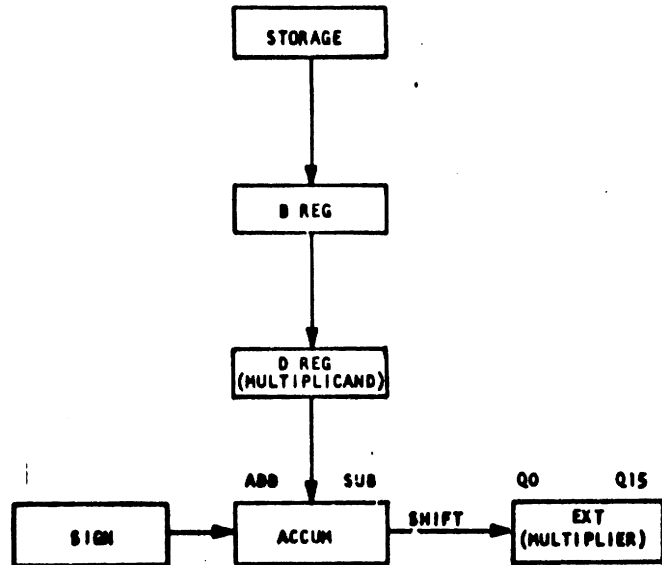 STORAGE
B REG
D REG
(MULTIPLICAND)
ADD SUB Q0 Q15
SIGN ACCUM SHIFT EXT
(MULTIPLIER)